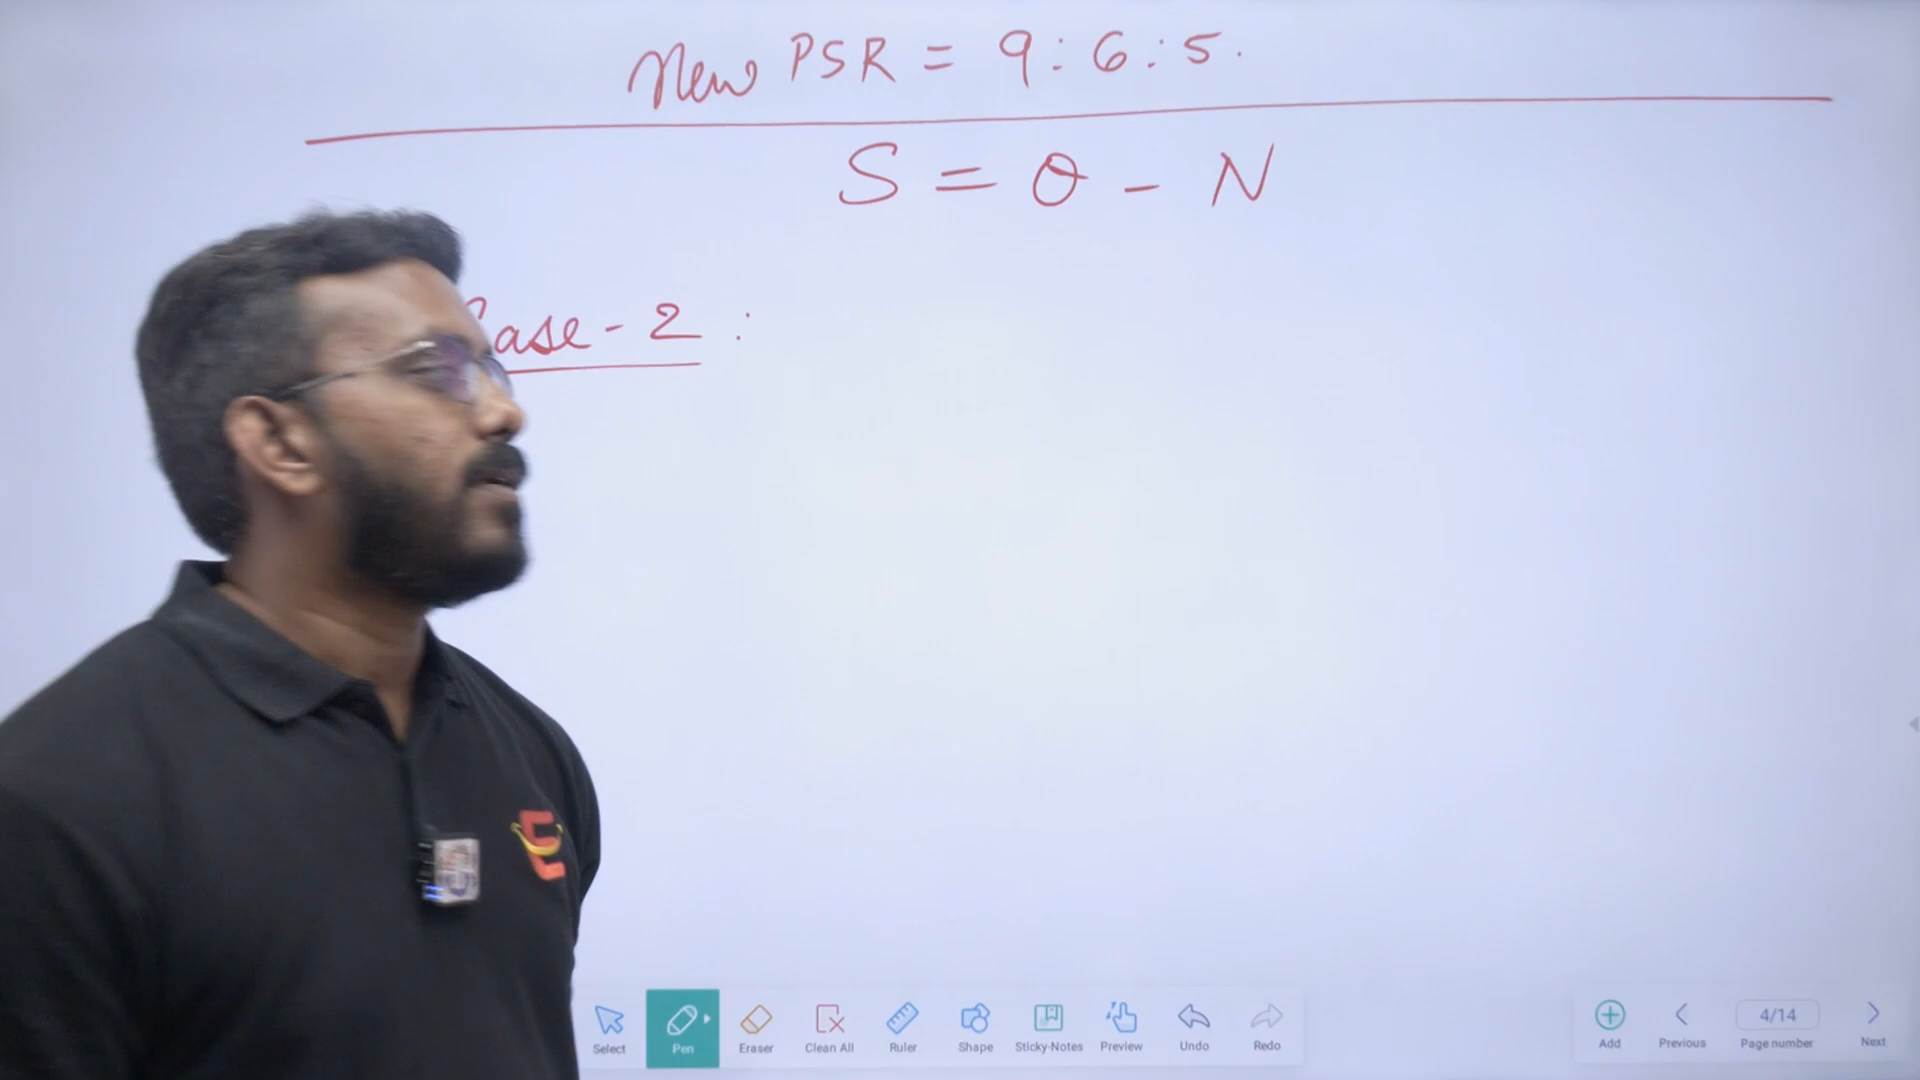 New PSR = 9 : 6 : 5.
S = O - N
Case - 2 :
Select
Pen
Eraser
Clean All
Ruler
Shape
Sticky-Notes
Preview
Undo
Redo
Add
Previous
4/14
Page number
Next